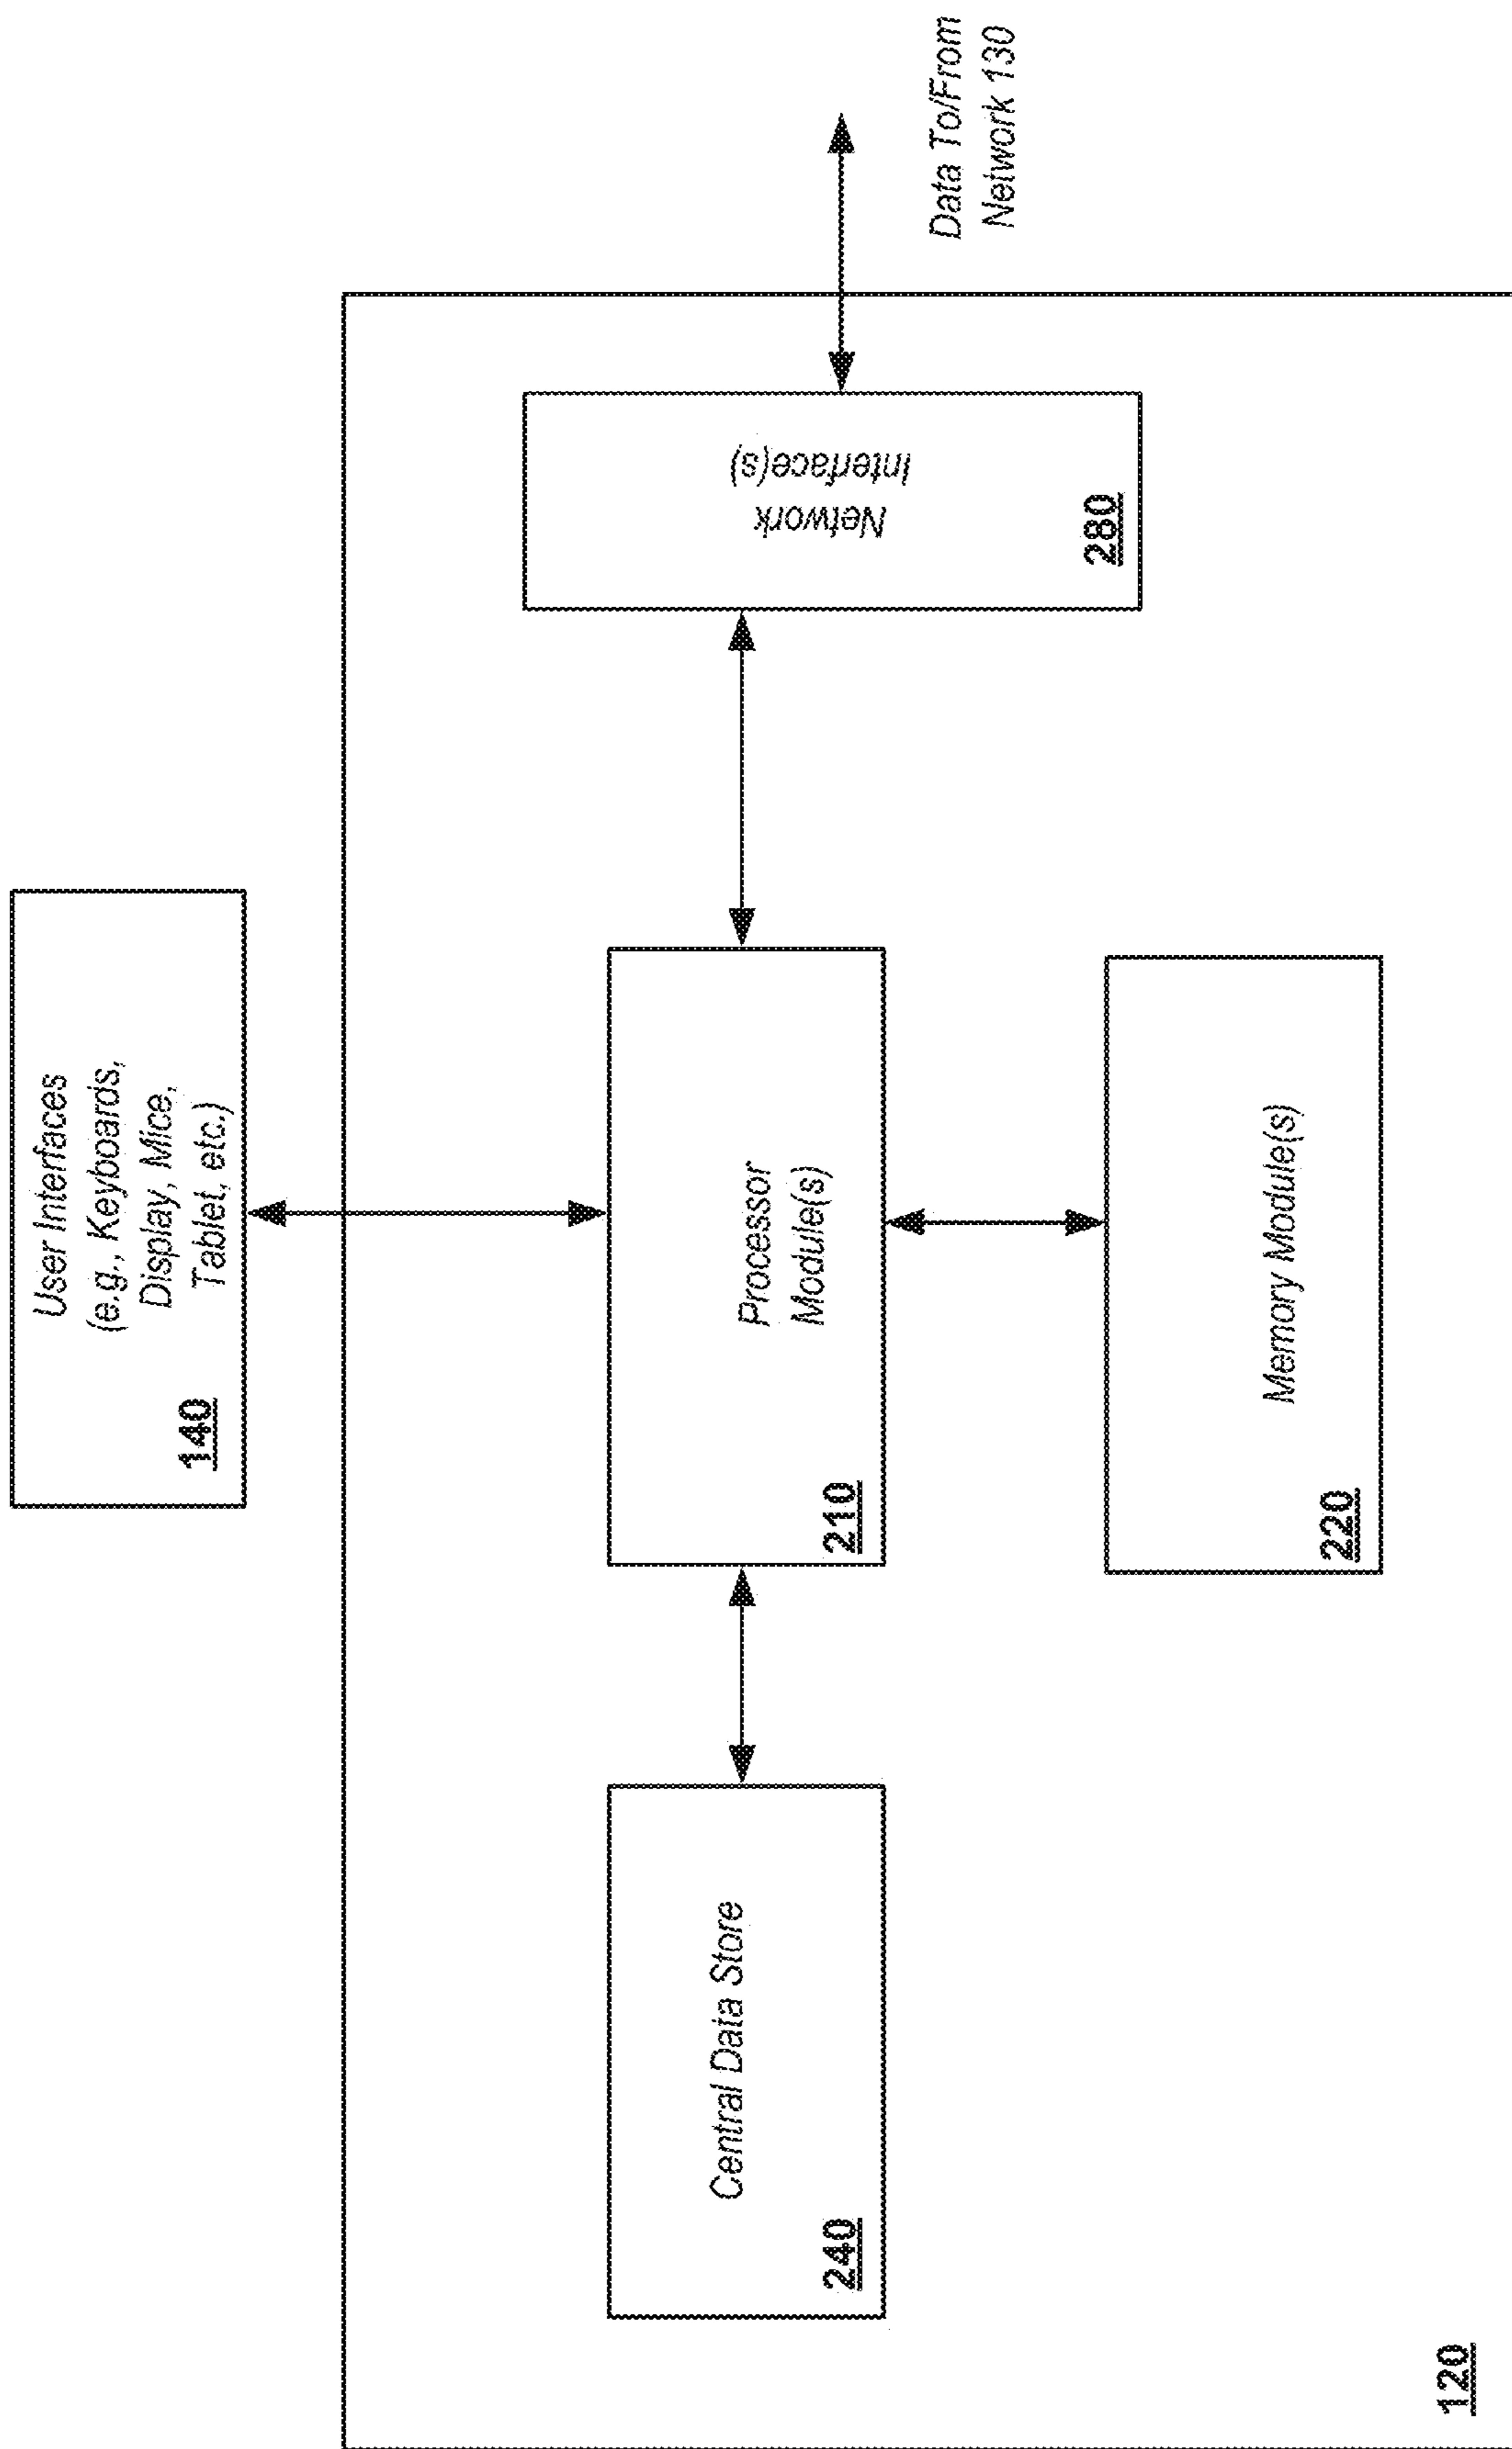 User Interfaces
(e.g., Keyboards,
Display, Mice,
Tablet, etc.)
140
Central Data Store
240
Processor
Module(s)
210
Network
Interface(s)
280
Data To/From
Network 130
Memory Module(s)
220
120